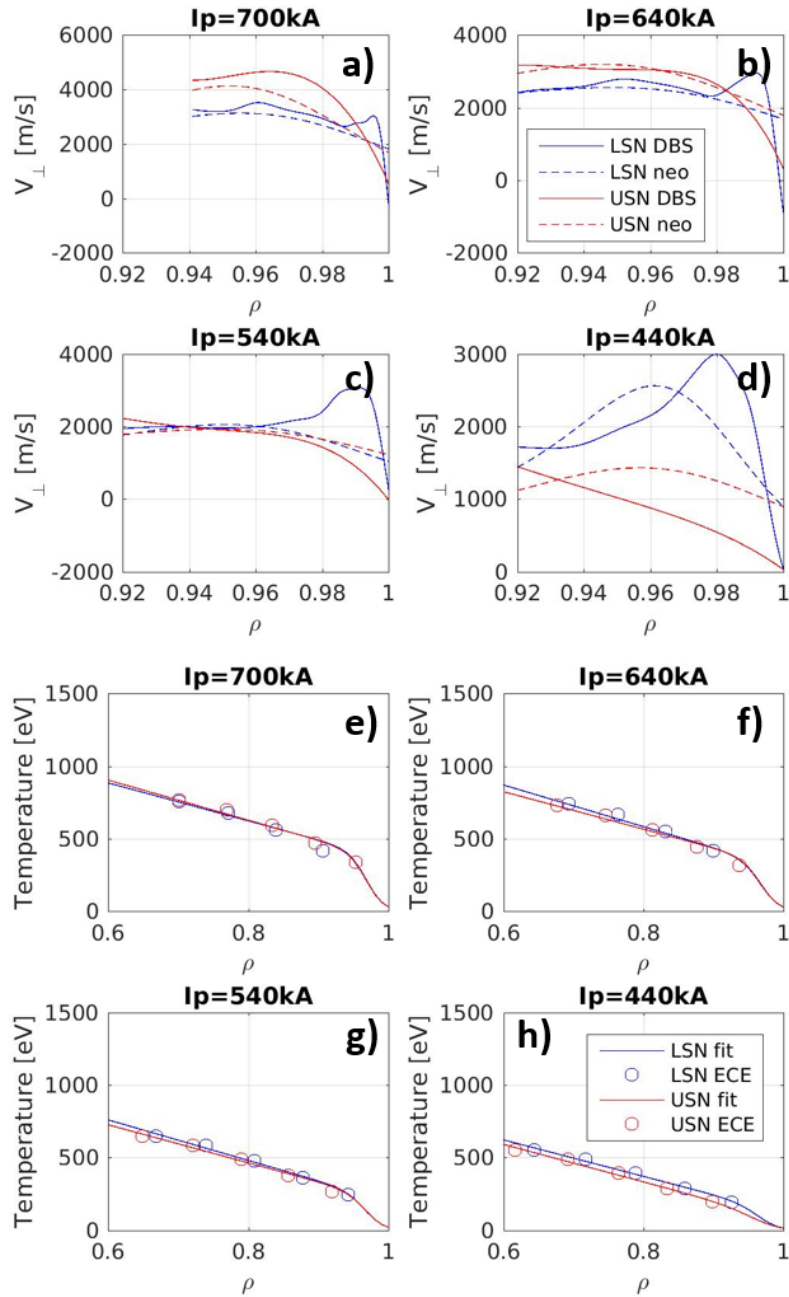 Ip=700kA
a)
6000
4000
2000
0
-2000
V⊥ [m/s]
0.92 0.94 0.96 0.98 1
ρ
Ip=640kA
b)
4000
2000
0
-2000
V⊥ [m/s]
LSN DBS
LSN neo
USN DBS
USN neo
0.92 0.94 0.96 0.98 1
ρ
Ip=540kA
c)
4000
2000
0
-2000
V⊥ [m/s]
0.92 0.94 0.96 0.98 1
ρ
Ip=440kA
d)
3000
2000
1000
0
V⊥ [m/s]
0.92 0.94 0.96 0.98 1
ρ
Ip=700kA
e)
1500
1000
500
0
Temperature [eV]
0.6 0.8 1
ρ
Ip=640kA
f)
1500
1000
500
0
Temperature [eV]
0.6 0.8 1
ρ
Ip=540kA
g)
1500
1000
500
0
Temperature [eV]
0.6 0.8 1
ρ
Ip=440kA
h)
1500
1000
500
0
Temperature [eV]
LSN fit
LSN ECE
USN fit
USN ECE
0.6 0.8 1
ρ